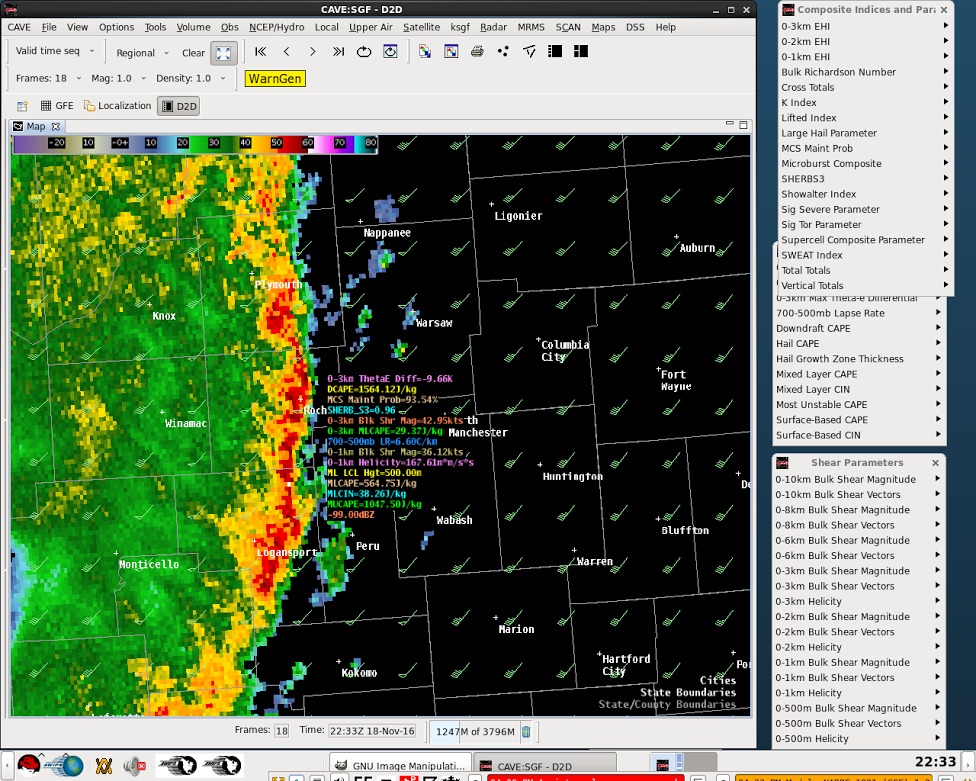 CAVE:SGF - D2D
CAVE File View Options Tools Volume Obs NCEP/Hydro Local Upper Air Satellite ksgf Radar MRMS SCAN Maps DSS Help
Valid time seq Regional Clear
Frames: 18 Mag: 1.0 Density: 1.0 WarnGen
GFE Localization D2D
Map
-20 10 -0+ 10 20 30 40 50 60 70 80
Ligonier
Nappanee
Auburn
Plymouth
Knox
Warsaw
Columbia
City
Fort
Wayne
0-3km ThetaE Diff=-9.66K
DCAPE=1564.12J/kg
MCS Maint Prob=93.54%
Roch SHERB_S3=0.96
0-3km Blk Shr Mag=42.95kts th
0-3km MLCAPE=29.37J/kg Manchester
700-500mb LR=6.60C/km
0-1km Blk Shr Mag=36.12kts
0-1km Helicity=167.61m*m/s*s
ML LCL Hgt=500.00m
MLCAPE=564.75J/kg
MLCIN=38.26J/kg
MUCAPE=1047.50J/kg
-99.00dBZ
Winamac
Huntington
De
Wabash
Bluffton
Peru
Logansport
Monticello
Warren
Marion
Hartford
City
Po
Kokomo
Cities
State Boundaries
State/County Boundaries
Frames: 18 Time: 22:33Z 18-Nov-16 1247M of 3796M
Composite Indices and Par
0-3km EHI
0-2km EHI
0-1km EHI
Bulk Richardson Number
Cross Totals
K Index
Lifted Index
Large Hail Parameter
MCS Maint Prob
Microburst Composite
SHERBS3
Showalter Index
Sig Severe Parameter
Sig Tor Parameter
Supercell Composite Parameter
SWEAT Index
Total Totals
Vertical Totals
0-3km Max Theta-e Differential
700-500mb Lapse Rate
Downdraft CAPE
Hail CAPE
Hail Growth Zone Thickness
Mixed Layer CAPE
Mixed Layer CIN
Most Unstable CAPE
Surface-Based CAPE
Surface-Based CIN
Shear Parameters
0-10km Bulk Shear Magnitude
0-10km Bulk Shear Vectors
0-8km Bulk Shear Magnitude
0-8km Bulk Shear Vectors
0-6km Bulk Shear Magnitude
0-6km Bulk Shear Vectors
0-3km Bulk Shear Magnitude
0-3km Bulk Shear Vectors
0-3km Helicity
0-2km Bulk Shear Magnitude
0-2km Bulk Shear Vectors
0-2km Helicity
0-1km Bulk Shear Magnitude
0-1km Bulk Shear Vectors
0-1km Helicity
0-500m Bulk Shear Magnitude
0-500m Bulk Shear Vectors
0-500m Helicity
GNU Image Manipulati... CAVE:SGF - D2D
22:33